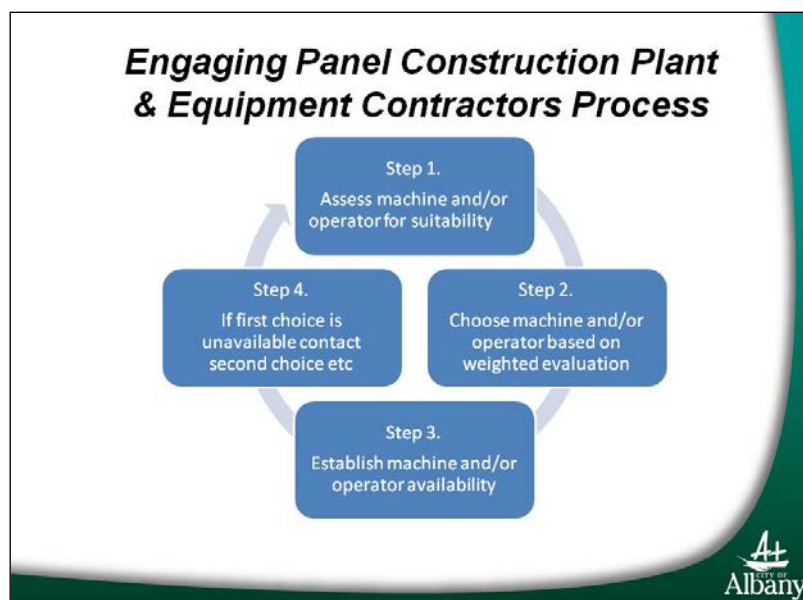 Engaging Panel Construction Plant
& Equipment Contractors Process
Step 1.
Assess machine and/or
operator for suitability
Step 2.
Choose machine and/or
operator based on
weighted evaluation
Step 3.
Establish machine and/or
operator availability
Step 4.
If first choice is
unavailable contact
second choice etc
CITY OF
Albany